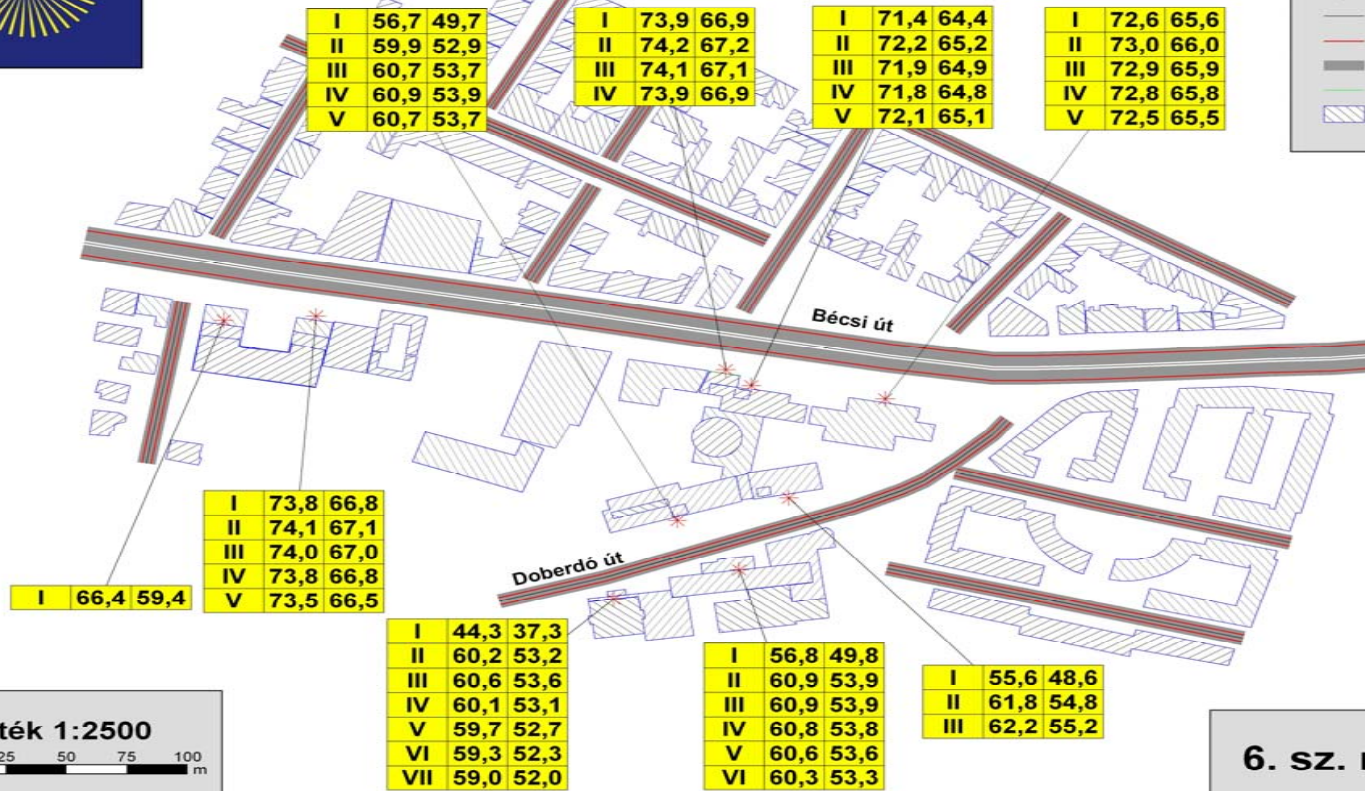 I 56,7 49,7
II 59,9 52,9
III 60,7 53,7
IV 60,9 53,9
V 60,7 53,7
I 73,9 66,9
II 74,2 67,2
III 74,1 67,1
IV 73,9 66,9
I 71,4 64,4
II 72,2 65,2
III 71,9 64,9
IV 71,8 64,8
V 72,1 65,1
I 72,6 65,6
II 73,0 66,0
III 72,9 65,9
IV 72,8 65,8
V 72,5 65,5
Bécsi út
I 73,8 66,8
II 74,1 67,1
III 74,0 67,0
IV 73,8 66,8
V 73,5 66,5
I 66,4 59,4
Doberdó út
I 44,3 37,3
II 60,2 53,2
III 60,6 53,6
IV 60,1 53,1
V 59,7 52,7
VI 59,3 52,3
VII 59,0 52,0
I 56,8 49,8
II 60,9 53,9
III 60,9 53,9
IV 60,8 53,8
V 60,6 53,6
VI 60,3 53,3
I 55,6 48,6
II 61,8 54,8
III 62,2 55,2
ték 1:2500
25 50 75 100
m
6. sz.